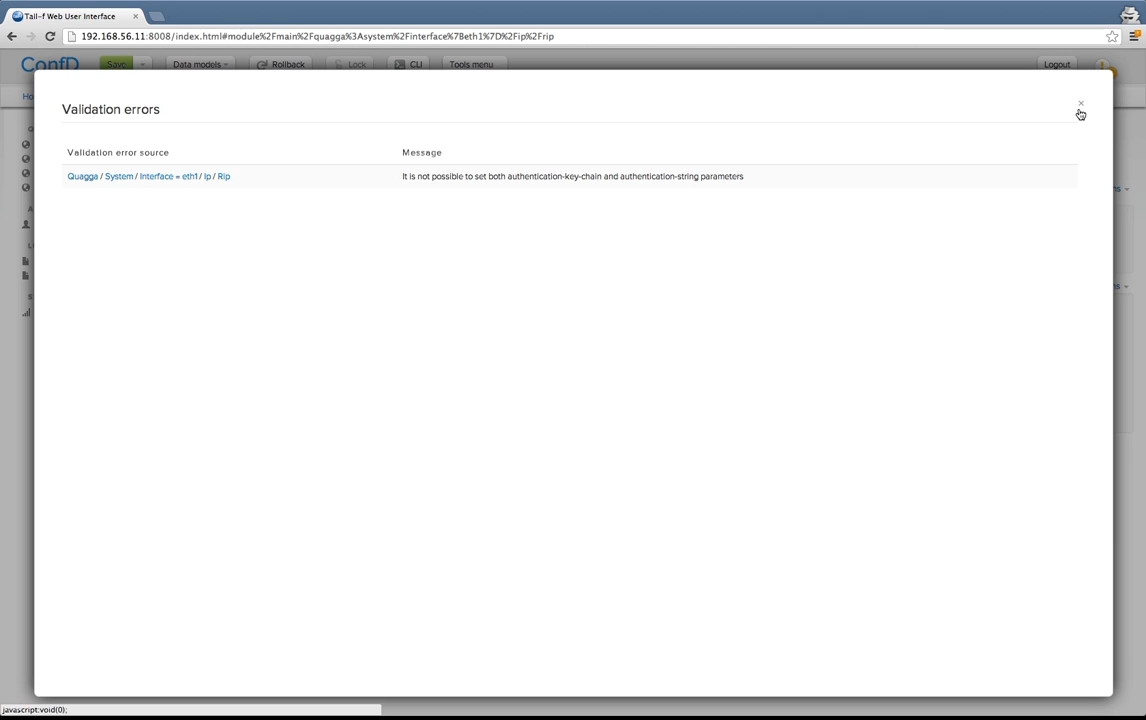 Tail-f Web User Interface
192.168.56.11:8008/index.html#module%2Fmain%2Fquagga%3Asystem%2Finterface%7Beth1%7D%2Fip%2Frip
ConfD Save Data models Rollback Lock CLI Tools menu Logout
Validation errors
×
Validation error source Message
Quagga / System / Interface = eth1 / Ip / Rip It is not possible to set both authentication-key-chain and authentication-string parameters
javascript:void(0);